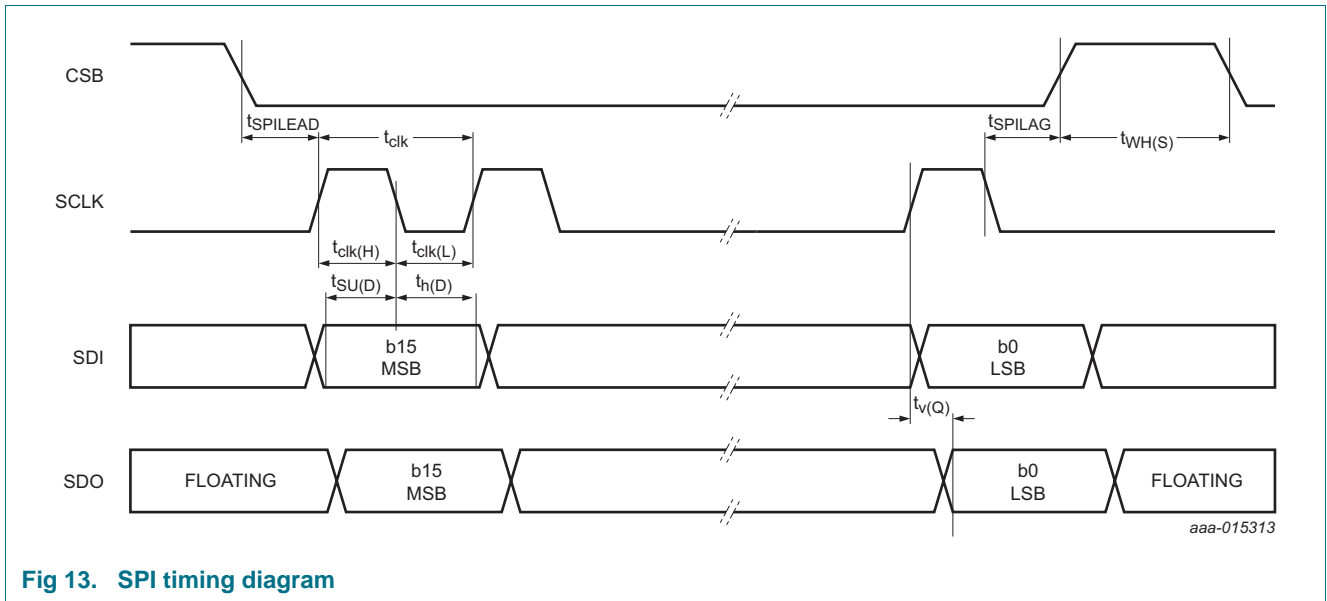 CSB
tSPILEAD
tclk
tSPILAG
tWH(S)
SCLK
tclk(H)
tclk(L)
tSU(D)
th(D)
SDI
b15
MSB
b0
LSB
tv(Q)
SDO
FLOATING
b15
MSB
b0
LSB
FLOATING
aaa-015313
Fig 13. SPI timing diagram